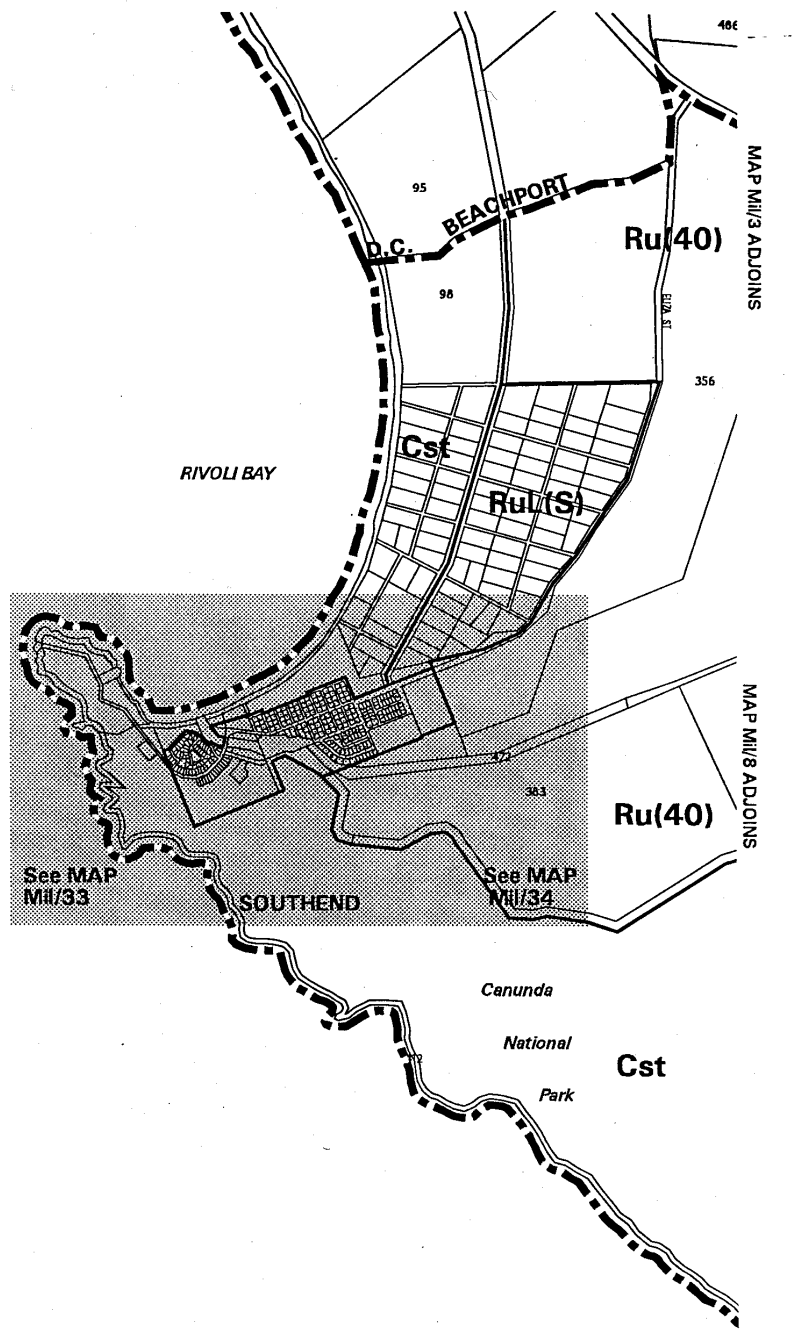 466
MAP Mil/3 ADJOINS
95
D.C. BEACHPORT
Ru(40)
98
ELIZA ST
356
Cst
RIVOLI BAY
RuL(S)
MAP Mil/8 ADJOINS
472
383
Ru(40)
See MAP
Mil/33
See MAP
Mil/34
SOUTHEND
Canunda
National
Park
Cst